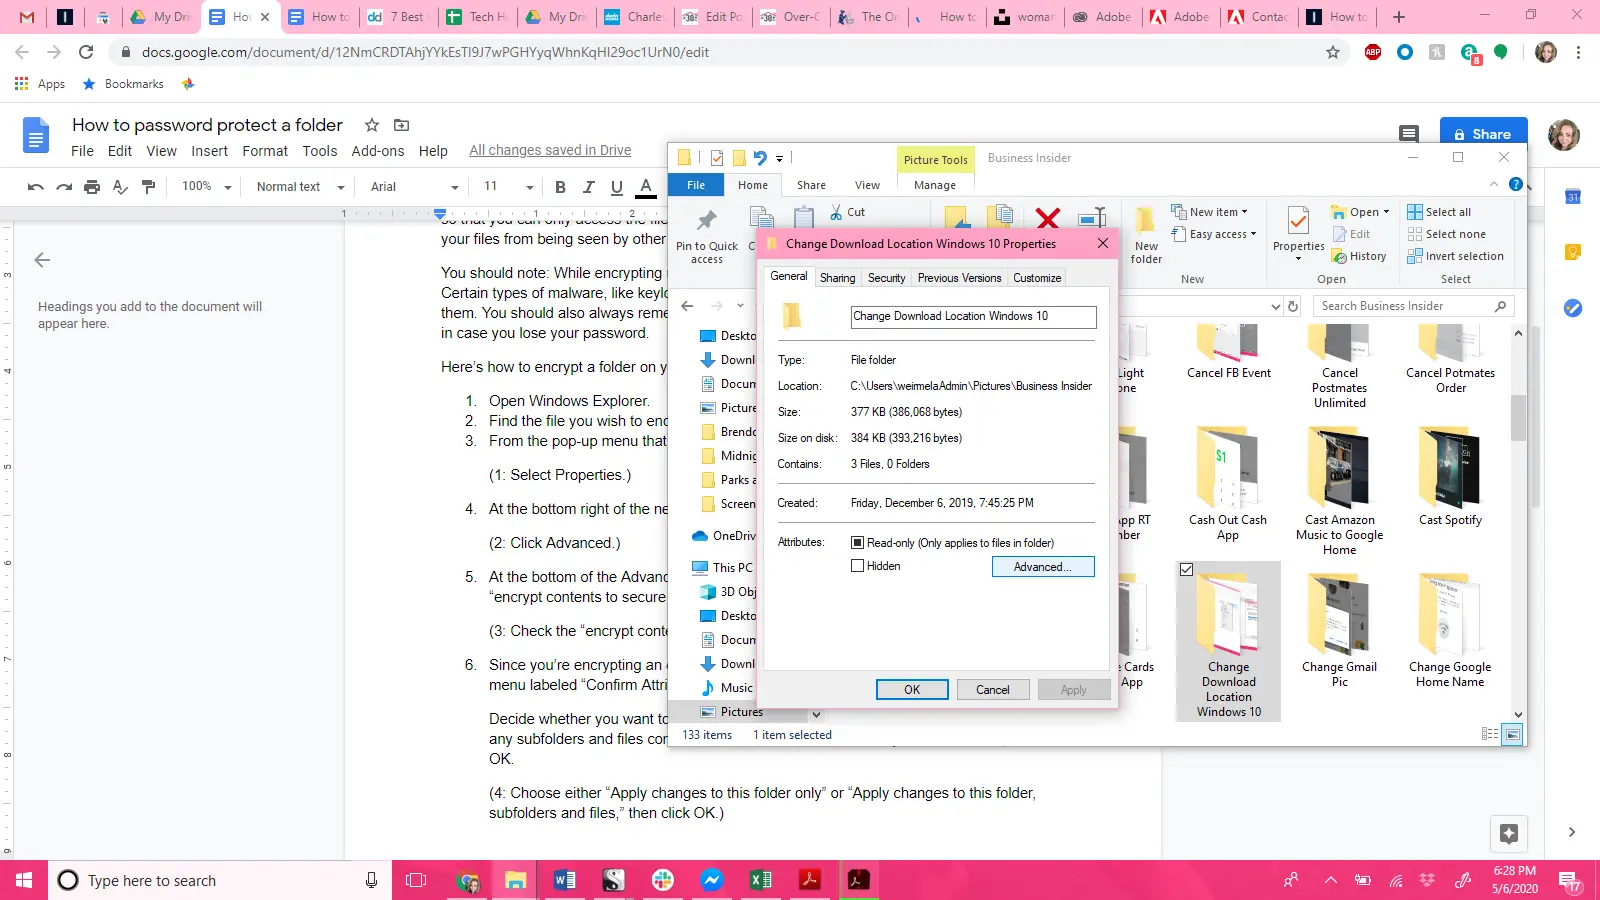 My Dri
Ho
How to
7 Best
Tech H
My Dri
Charles
Edit Po
Over-C
The Or
How to
woman
Adobe
Adobe
Contac
How to
docs.google.com/document/d/12NmCRDTAhjYYkEsTI9J7wPGHYyqWhnKqHI29oc1UrN0/edit
ABP
8
Apps
Bookmarks
How to password protect a folder
File Edit View Insert Format Tools Add-ons Help All changes saved in Drive
Share
100% Normal text Arial 11 B I U A
Headings you add to the document will
appear here.
so that you can only access the file
your files from being seen by other
You should note: While encrypting
Certain types of malware, like keylo
them. You should also always reme
in case you lose your password.
Here's how to encrypt a folder on y
1. Open Windows Explorer.
2. Find the file you wish to enc
3. From the pop-up menu that
(1: Select Properties.)
4. At the bottom right of the ne
(2: Click Advanced.)
5. At the bottom of the Advanc
“encrypt contents to secure
(3: Check the “encrypt conte
6. Since you’re encrypting an
menu labeled “Confirm Attri
Decide whether you want to
any subfolders and files con
OK.
(4: Choose either “Apply changes to this folder only” or “Apply changes to this folder,
subfolders and files,” then click OK.)
Picture Tools
Business Insider
File Home Share View Manage
Pin to Quick
access
Cut
New
folder
New item
Easy access
New
Properties
Open
Edit
History
Open
Select all
Select none
Invert selection
Select
Search Business Insider
Deskto
Downl
Docum
Picture
Brendo
Midnig
Parks a
Screen
OneDriv
This PC
3D Obj
Deskto
Docum
Downl
Music
Pictures
Change Download Location Windows 10 Properties
General Sharing Security Previous Versions Customize
Change Download Location Windows 10
Type: File folder
Location: C:\Users\weirmelaAdmin\Pictures\Business Insider
Size: 377 KB (386,068 bytes)
Size on disk: 384 KB (393,216 bytes)
Contains: 3 Files, 0 Folders
Created: Friday, December 6, 2019, 7:45:25 PM
Attributes: Read-only (Only applies to files in folder)
Hidden
Advanced...
OK Cancel Apply
Light
one
Cancel FB Event
Cancel
Postmates
Unlimited
Cancel Potmates
Order
App RT
nber
$1
Cash Out Cash
App
Cast Amazon
Music to Google
Home
Cast Spotify
Cards
App
Change
Download
Location
Windows 10
Change Gmail
Pic
Change Google
Home Name
133 items 1 item selected
Type here to search
6:28 PM
5/6/2020
17